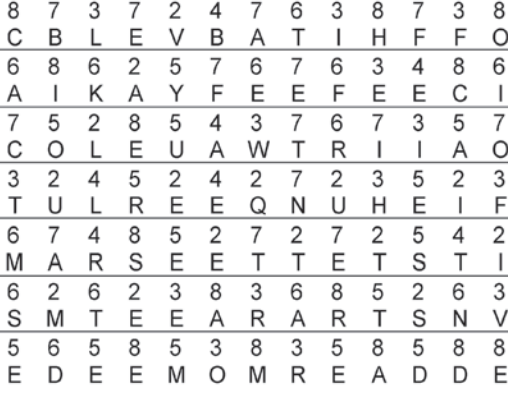 8 7 3 7 2 4 7 6 3 8 7 3 8
C B L E V B A T I H F F O
6 8 6 2 5 7 6 7 6 3 4 8 6
A I K A Y F E E F E E C I
7 5 2 8 5 4 3 7 6 7 3 5 7
C O L E U A W T R I I A O
3 2 4 5 2 4 2 7 2 3 5 2 3
T U L R E E Q N U H E I F
6 7 4 8 5 2 7 2 7 2 5 4 2
M A R S E E T T E T S T I
6 2 6 2 3 8 3 6 8 5 2 6 3
S M T E E A R A R T S N V
5 6 5 8 5 3 8 3 5 8 5 8 8
E D E E M O M R E A D D E